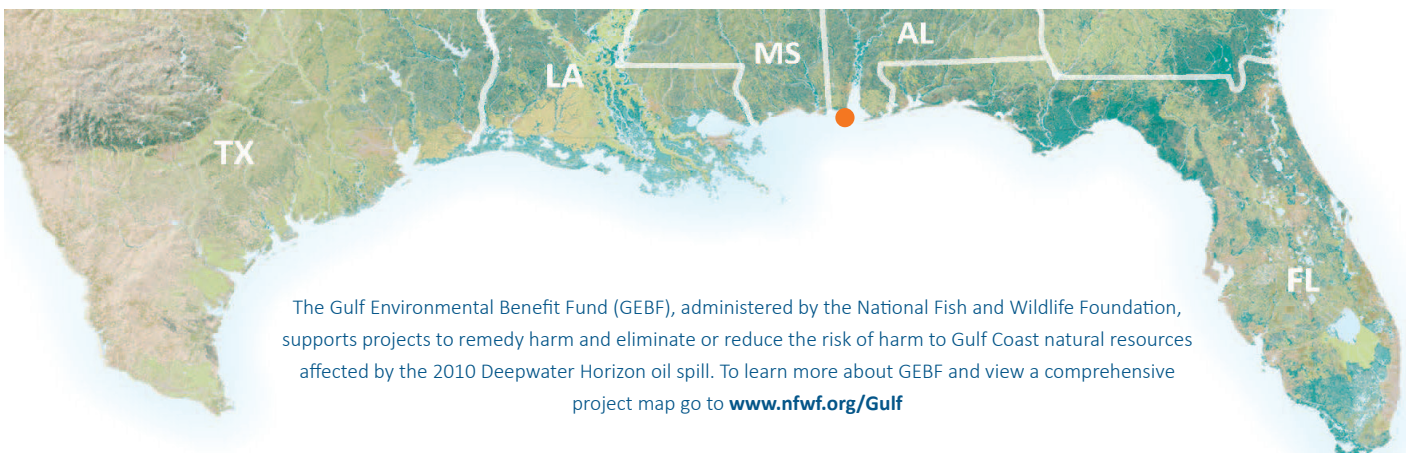 AL
MS
LA
TX
FL
The Gulf Environmental Benefit Fund (GEBF), administered by the National Fish and Wildlife Foundation,
supports projects to remedy harm and eliminate or reduce the risk of harm to Gulf Coast natural resources
affected by the 2010 Deepwater Horizon oil spill. To learn more about GEBF and view a comprehensive
project map go to www.nfwf.org/Gulf